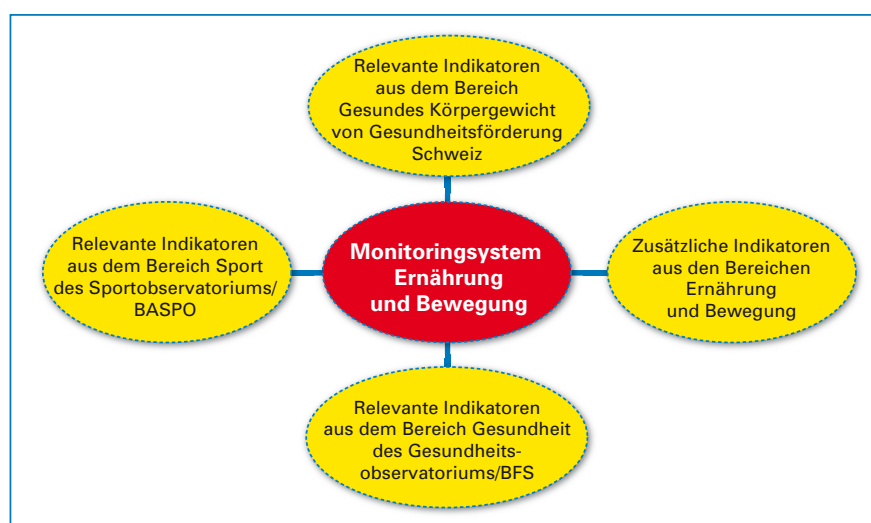 Relevante Indikatoren
aus dem Bereich
Gesundes Körpergewicht
von Gesundheitsförderung
Schweiz
Relevante Indikatoren
aus dem Bereich Sport
des Sportobservatoriums/
BASPO
Monitoringsystem
Ernährung
und Bewegung
Zusätzliche Indikatoren
aus den Bereichen
Ernährung
und Bewegung
Relevante Indikatoren
aus dem Bereich Gesundheit
des Gesundheits-
observatoriums/BFS